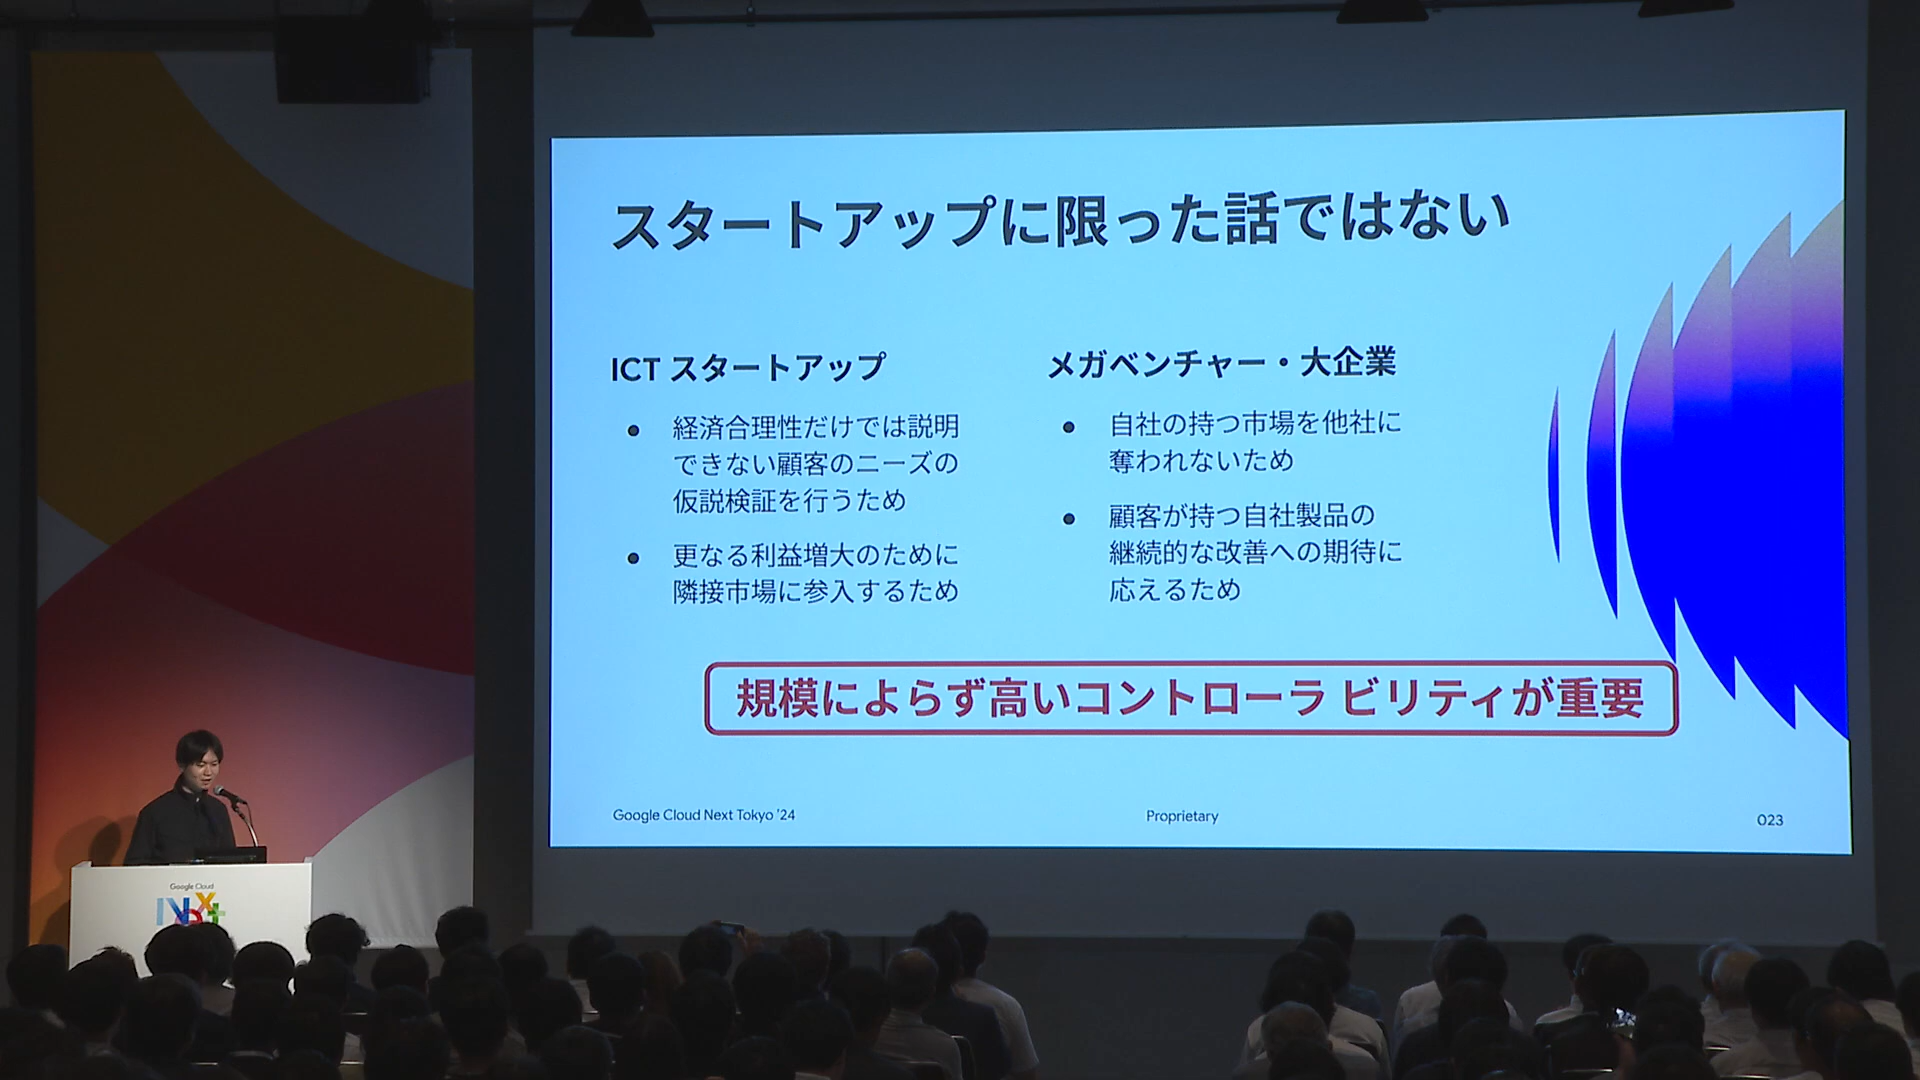 スタートアップに限った話ではない
ICT スタートアップ
● 経済合理性だけでは説明
できない顧客のニーズの
仮説検証を行うため
● 更なる利益増大のために
隣接市場に参入するため
メガベンチャー・大企業
● 自社の持つ市場を他社に
奪われないため
● 顧客が持つ自社製品の
継続的な改善への期待に
応えるため
規模によらず高いコントローラ ビリティが重要
Google Cloud Next Tokyo '24
Proprietary
023
Google Cloud
Next